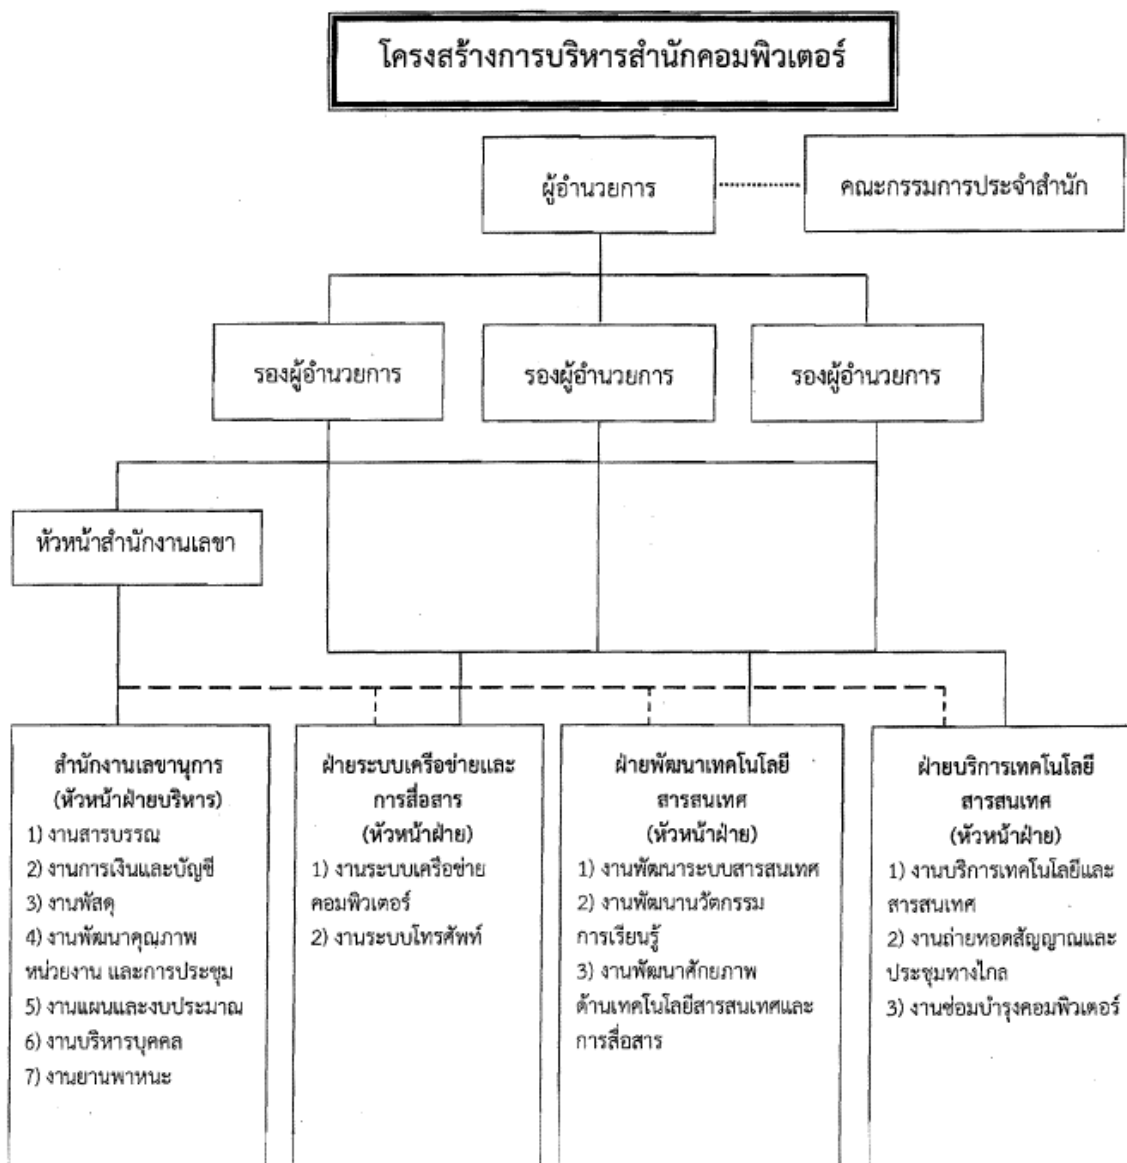 โครงสร้างการบริหารสำนักคอมพิวเตอร์
ผู้อำนวยการ
คณะกรรมการประจำสำนัก
รองผู้อำนวยการ
รองผู้อำนวยการ
รองผู้อำนวยการ
หัวหน้าสำนักงานเลขา
สำนักงานเลขานุการ
(หัวหน้าฝ่ายบริหาร)
1) งานสารบรรณ
2) งานการเงินและบัญชี
3) งานพัสดุ
4) งานพัฒนาคุณภาพ
หน่วยงาน และการประชุม
5) งานแผนและงบประมาณ
6) งานบริหารบุคคล
7) งานยานพาหนะ
ฝ่ายระบบเครือข่ายและ
การสื่อสาร
(หัวหน้าฝ่าย)
1) งานระบบเครือข่าย
คอมพิวเตอร์
2) งานระบบโทรศัพท์
ฝ่ายพัฒนาเทคโนโลยี
สารสนเทศ
(หัวหน้าฝ่าย)
1) งานพัฒนาระบบสารสนเทศ
2) งานพัฒนานวัตกรรม
การเรียนรู้
3) งานพัฒนาศักยภาพ
ด้านเทคโนโลยีสารสนเทศและ
การสื่อสาร
ฝ่ายบริการเทคโนโลยี
สารสนเทศ
(หัวหน้าฝ่าย)
1) งานบริการเทคโนโลยีและ
สารสนเทศ
2) งานถ่ายทอดสัญญาณและ
ประชุมทางไกล
3) งานซ่อมบำรุงคอมพิวเตอร์